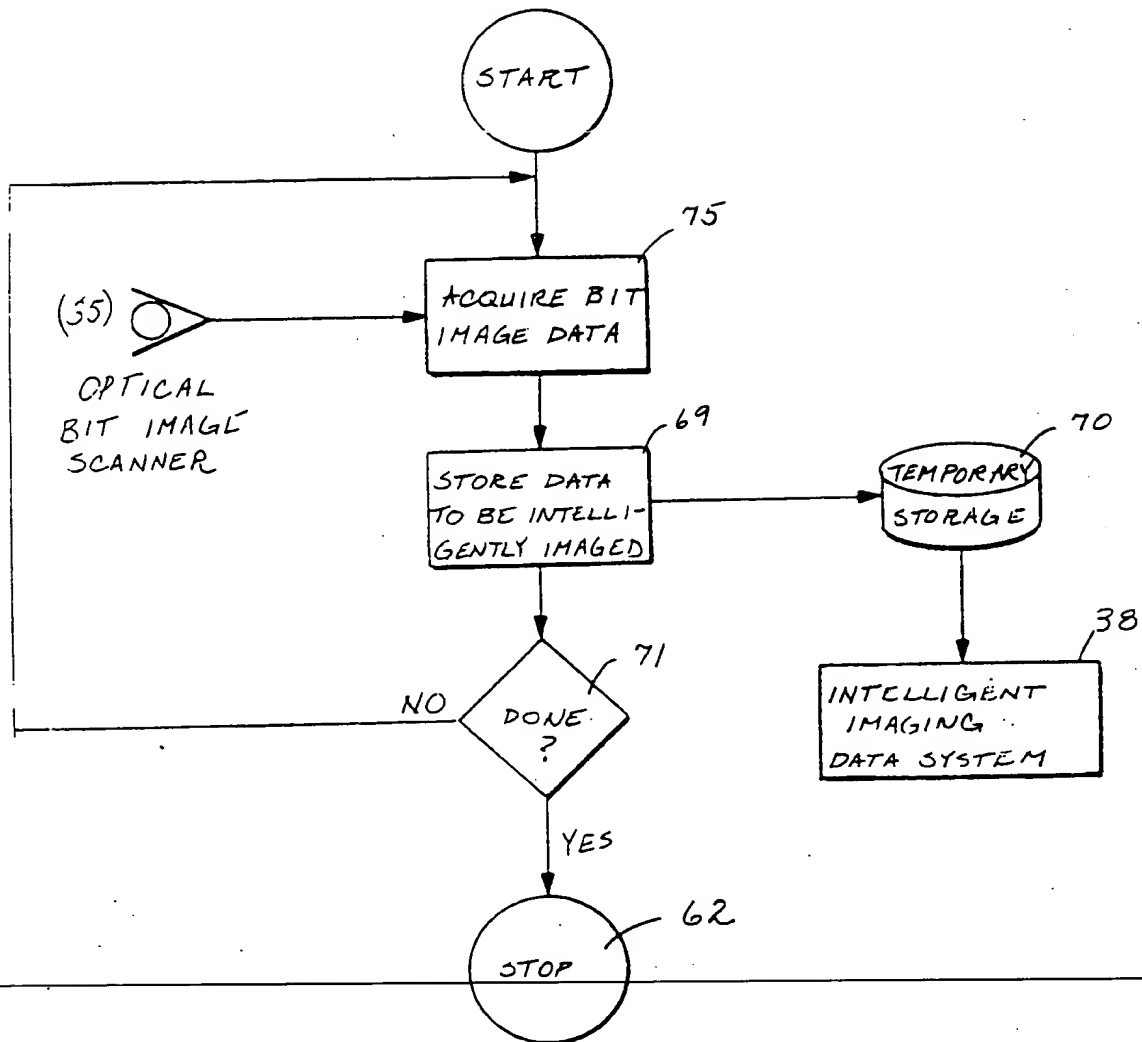 START
75
ACQUIRE BIT
IMAGE DATA
(55)
OPTICAL
BIT IMAGE
SCANNER
69
STORE DATA
TO BE INTELLI-
GENTLY IMAGED
70
TEMPORARY
STORAGE
38
INTELLIGENT
IMAGING
DATA SYSTEM
71
DONE
?
NO
YES
62
STOP